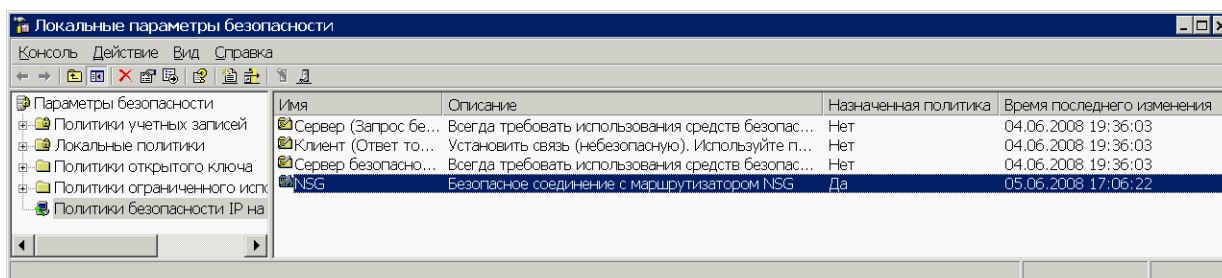 Локальные параметры безопасности
Консоль Действие Вид Справка
Параметры безопасности
Политики учетных записей
Локальные политики
Политики открытого ключа
Политики ограниченного испо
Политики безопасности IP на
Имя Описание Назначенная политика Время последнего изменения
Сервер (Запрос бе... Всегда требовать использования средств безопас... Нет 04.06.2008 19:36:03
Клиент (Ответ то... Установить связь (небезопасную). Используйте п... Нет 04.06.2008 19:36:03
Сервер безопасно... Всегда требовать использования средств безопас... Нет 04.06.2008 19:36:03
NSG Безопасное соединение с маршрутизатором NSG Да 05.06.2008 17:06:22